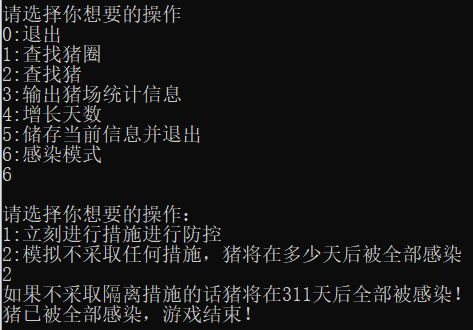 请选择你想要的操作
0:退出
1:查找猪圈
2:查找猪
3:输出猪场统计信息
4:增长天数
5:储存当前信息并退出
6:感染模式
6
请选择你想要的操作:
1:立刻进行措施进行防控
2:模拟不采取任何措施，猪将在多少天后被全部感染
2
如果不采取隔离措施的话猪将在311天后全部被感染！
猪已被全部感染，游戏结束！